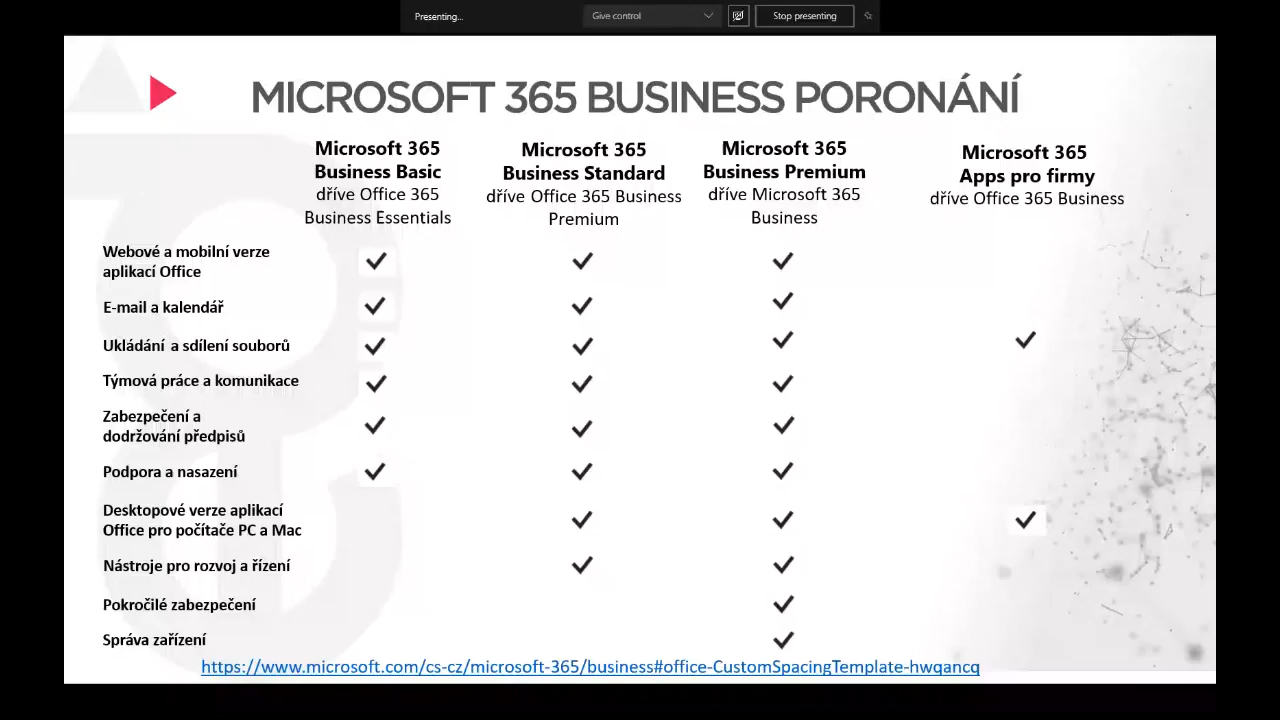 Presenting...
Give control
Stop presenting
MICROSOFT 365 BUSINESS PORONÁNÍ
Microsoft 365
Business Basic
dříve Office 365
Business Essentials
Microsoft 365
Business Standard
dříve Office 365 Business
Premium
Microsoft 365
Business Premium
dříve Microsoft 365
Business
Microsoft 365
Apps pro firmy
dříve Office 365 Business
Webové a mobilní verze
aplikací Office
E-mail a kalendář
Ukládání a sdílení souborů
Týmová práce a komunikace
Zabezpečení a
dodržování předpisů
Podpora a nasazení
Desktopové verze aplikací
Office pro počítače PC a Mac
Nástroje pro rozvoj a řízení
Pokročilé zabezpečení
Správa zařízení
https://www.microsoft.com/cs-cz/microsoft-365/business#office-CustomSpacingTemplate-hwqancq